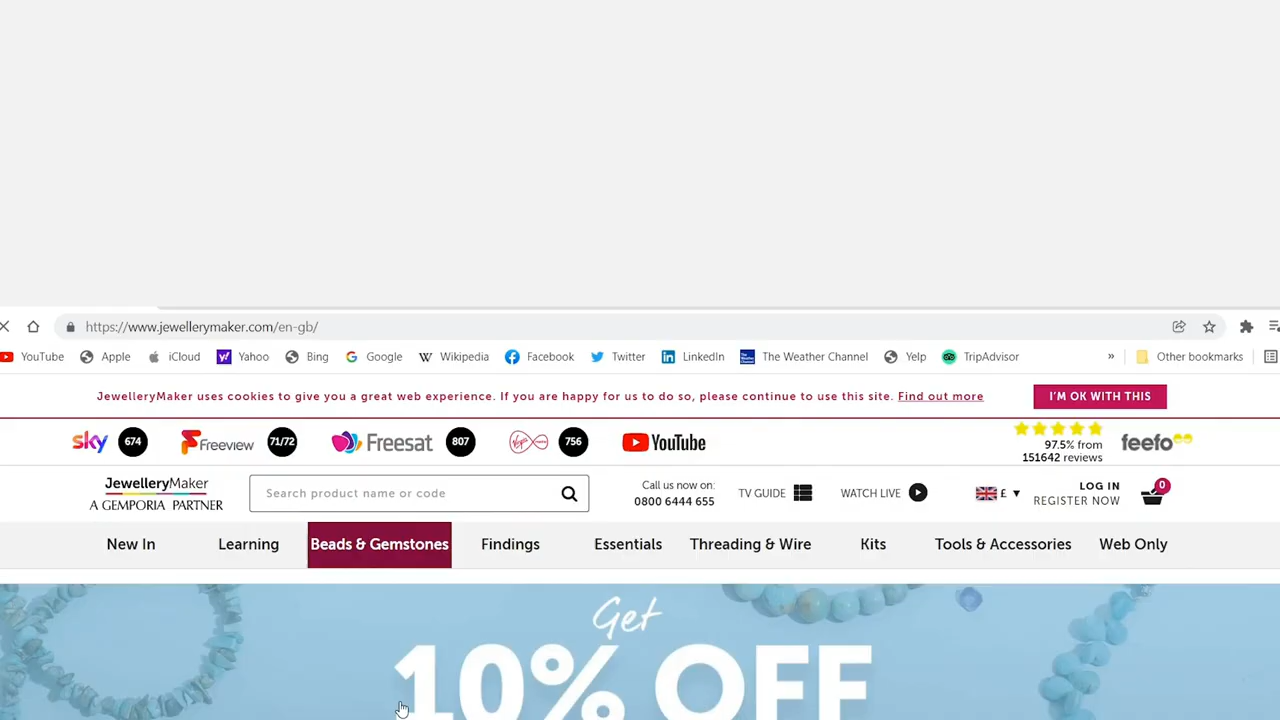 https://www.jewellerymaker.com/en-gb/
YouTube Apple iCloud Yahoo Bing Google Wikipedia Facebook Twitter LinkedIn The Weather Channel Yelp TripAdvisor » Other bookmarks
JewelleryMaker uses cookies to give you a great web experience. If you are happy for us to do so, please continue to use this site. Find out more I'M OK WITH THIS
sky 674 Freeview 71/72 Freesat 807 Virgin media 756 YouTube 97.5% from 151642 reviews feefo
JewelleryMaker
A GEMPORIA PARTNER
Search product name or code
Call us now on:
0800 6444 655
TV GUIDE WATCH LIVE £ ▼
LOG IN
REGISTER NOW
0
New In Learning Beads & Gemstones Findings Essentials Threading & Wire Kits Tools & Accessories Web Only
Get
10% OFF